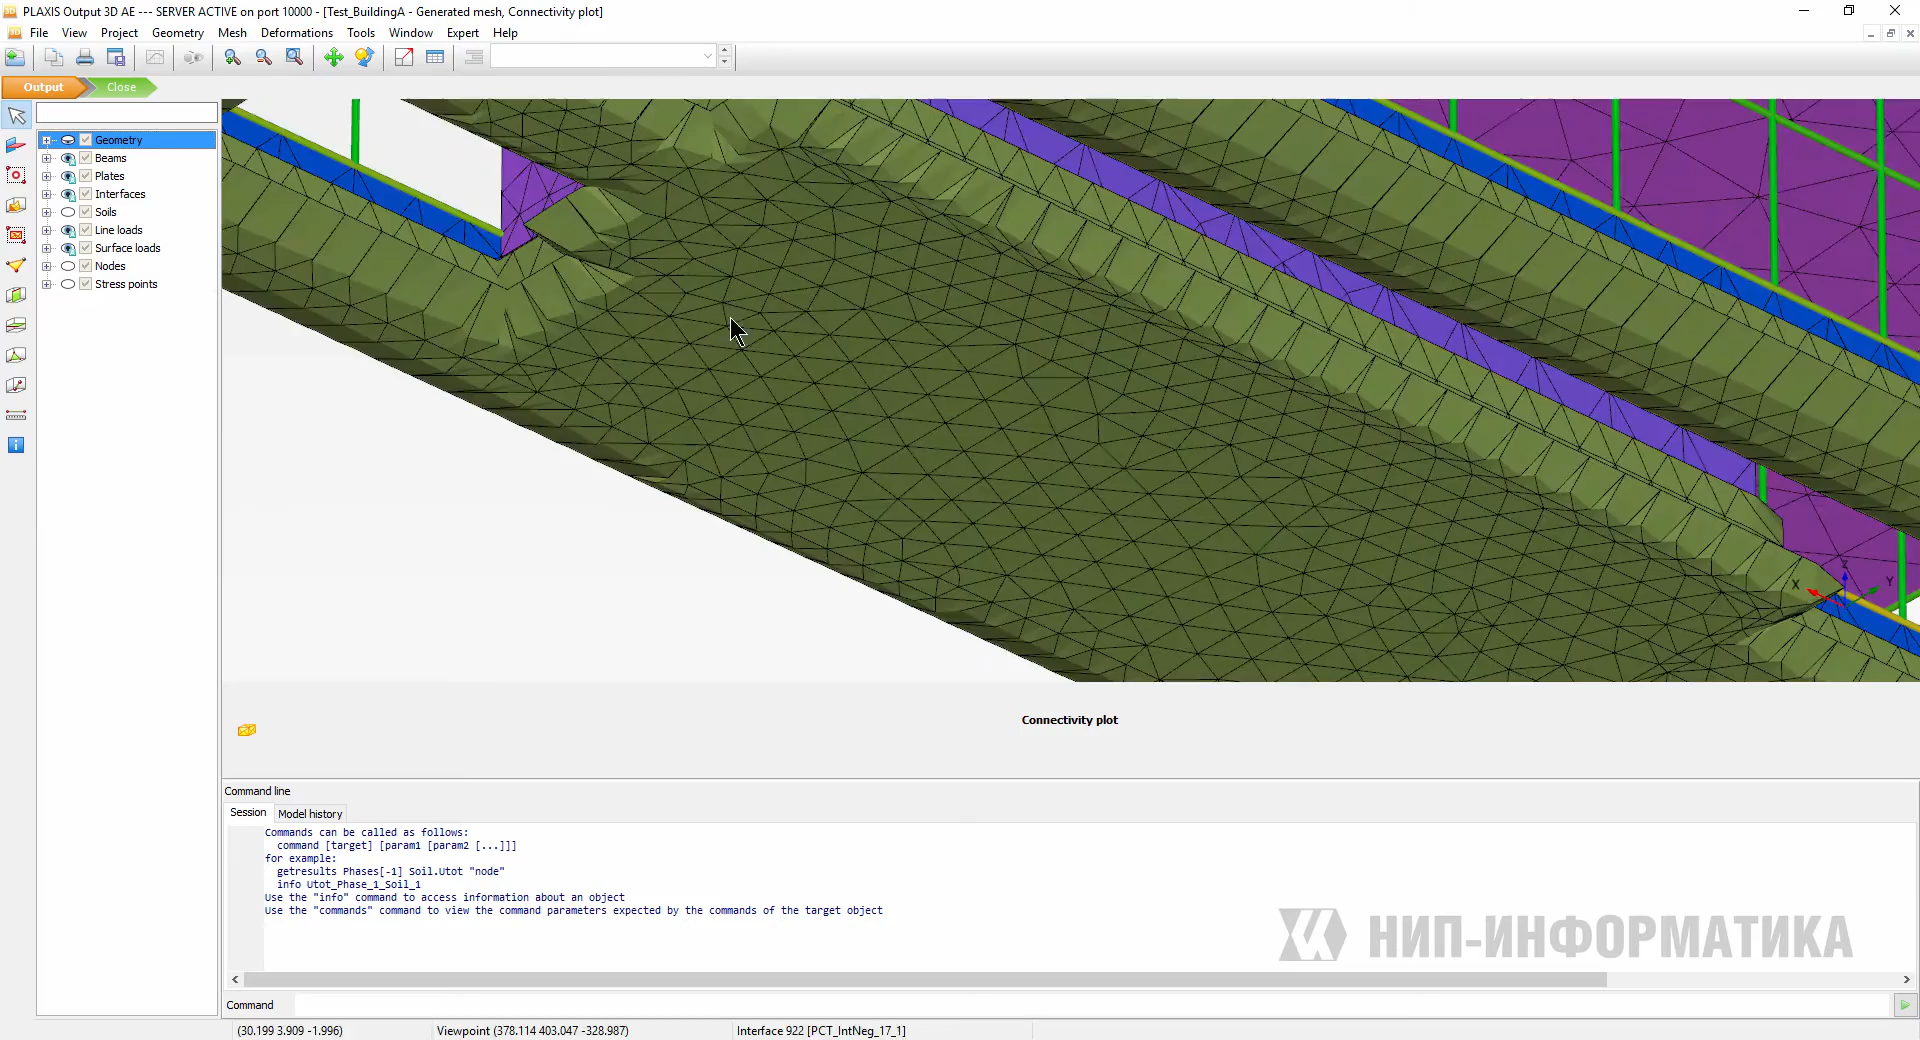 PLAXIS Output 3D AE --- SERVER ACTIVE on port 10000 - [Test_BuildingA - Generated mesh, Connectivity plot]
File View Project Geometry Mesh Deformations Tools Window Expert Help
Output Close
Geometry
Beams
Plates
Interfaces
Soils
Line loads
Surface loads
Nodes
Stress points
X Z Y
Connectivity plot
Command line
Session Model history
Commands can be called as follows:
command [target] [param1 [param2 [...]]]
for example:
getresults Phases[-1] Soil.Utot "node"
info Utot_Phase_1_Soil_1
Use the "info" command to access information about an object
Use the "commands" command to view the command parameters expected by the commands of the target object
НИП-ИНФОРМАТИКА
Command
(30.199 3.909 -1.996) Viewpoint (378.114 403.047 -328.987) Interface 922 [PCT_IntNeg_17_1]